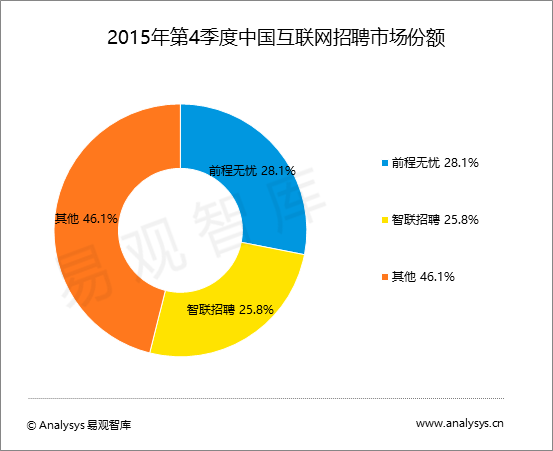 2015年第4季度中国互联网招聘市场份额
前程无忧 28.1%
前程无忧 28.1%
其他 46.1%
智联招聘 25.8%
智联招聘 25.8%
其他 46.1%
易观智库
© Analysys 易观智库
www.analysys.cn